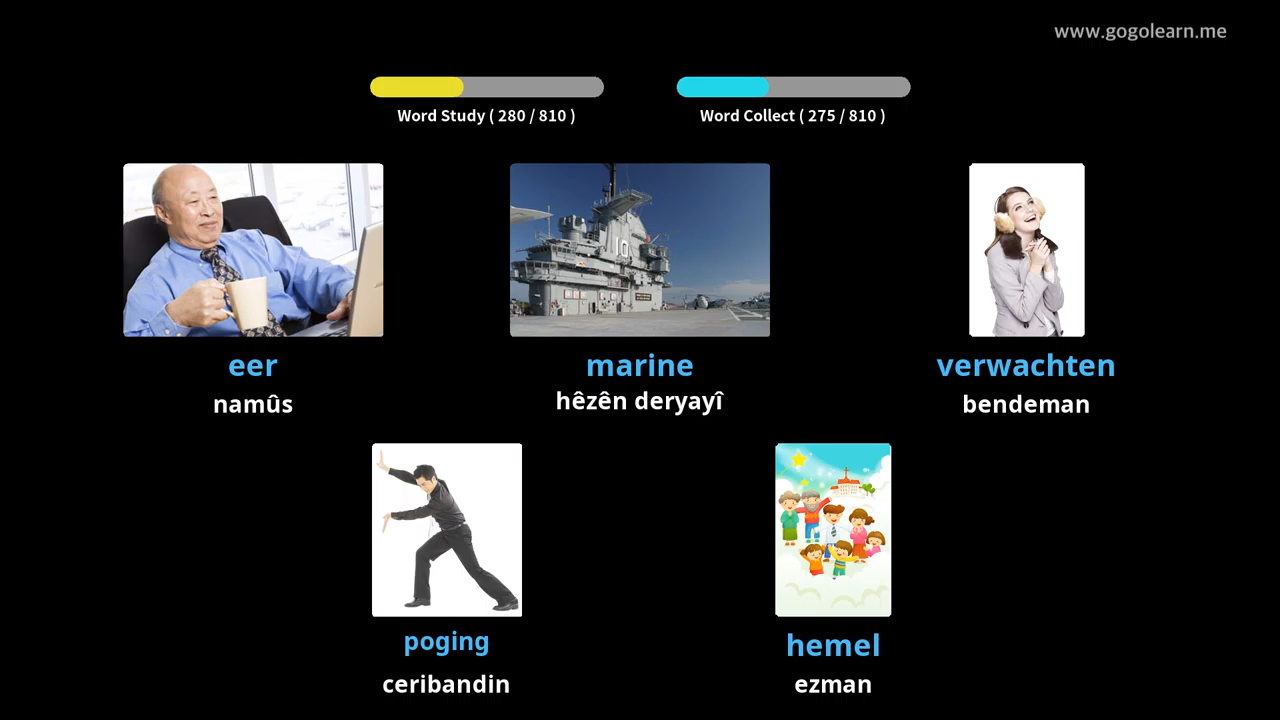 www.gogolearn.me
Word Study ( 280 / 810 )
Word Collect ( 275 / 810 )
10
eer
marine
verwachten
namûs
hêzên deryayî
bendeman
poging
hemel
ceribandin
ezman